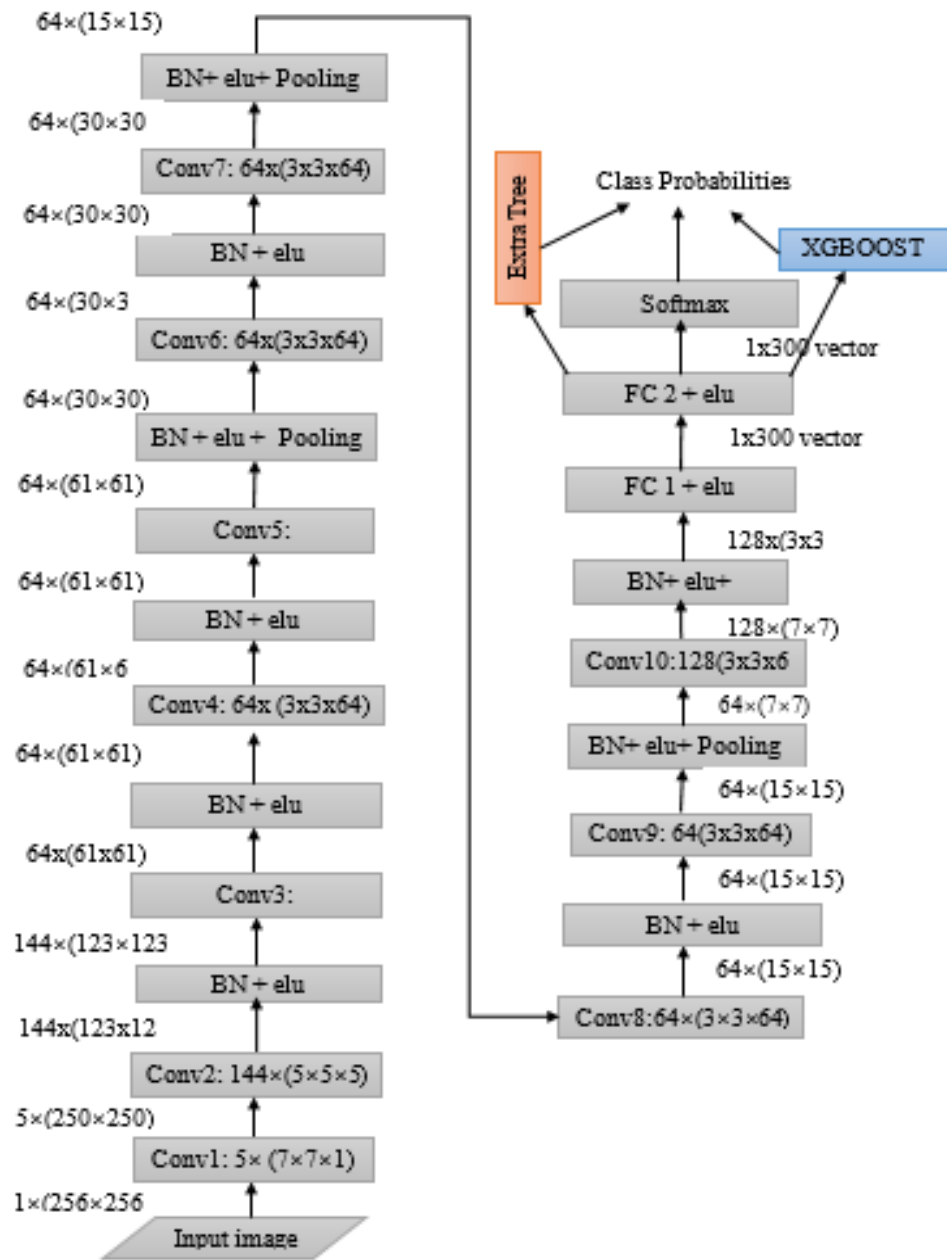 64×(15×15)
BN+ elu+ Pooling
64×(30×30
Conv7: 64x(3x3x64)
64×(30×30)
BN + elu
64×(30×3
Conv6: 64x(3x3x64)
64×(30×30)
BN + elu + Pooling
64×(61×61)
Conv5:
64×(61×61)
BN + elu
64×(61×6
Conv4: 64x (3x3x64)
64×(61×61)
BN + elu
64x(61x61)
Conv3:
144×(123×123
BN + elu
144x(123x12
Conv2: 144×(5×5×5)
5×(250×250)
Conv1: 5× (7×7×1)
1×(256×256
Input image
Class Probabilities
Extra Tree
XGBOOST
Softmax
1x300 vector
FC 2 + elu
1x300 vector
FC 1 + elu
128x(3x3
BN+ elu+
128×(7×7)
Conv10:128(3x3x6
64×(7×7)
BN+ elu+ Pooling
64×(15×15)
Conv9: 64(3x3x64)
64×(15×15)
BN + elu
64×(15×15)
Conv8:64×(3×3×64)